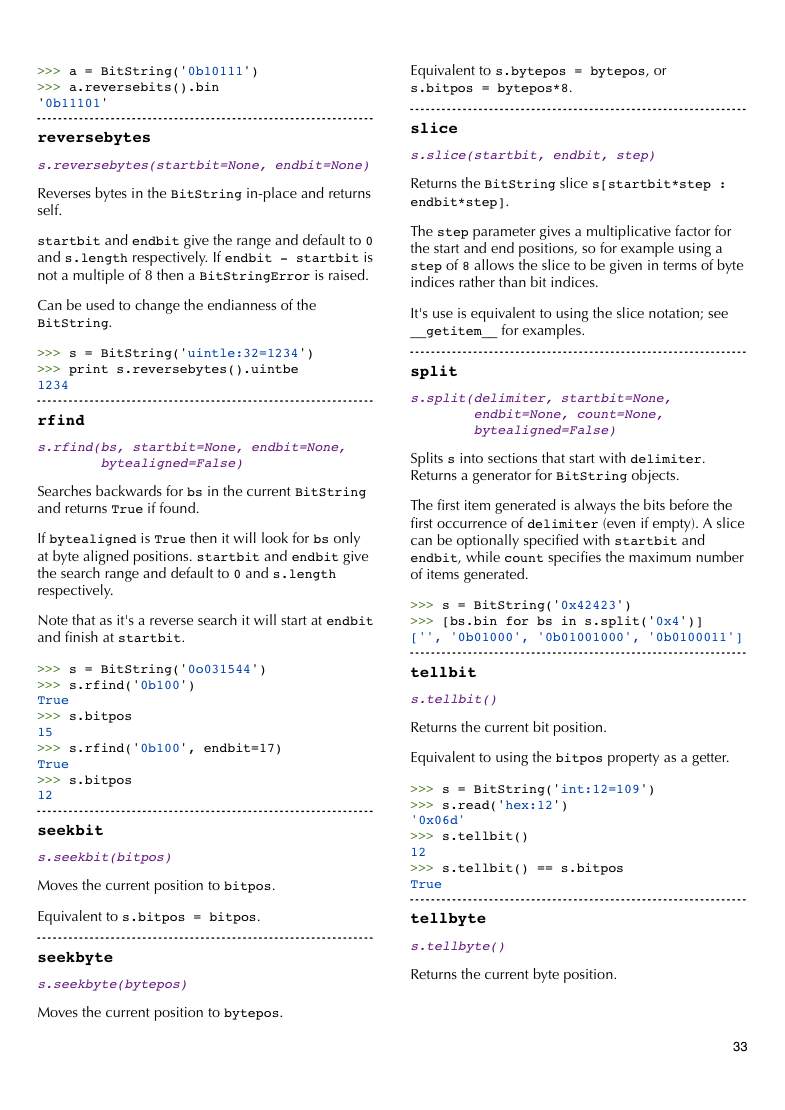 >>> a = BitString('0b10111')
>>> a.reversebits().bin
'0b11101'
reversebytes
s.reversebytes(startbit=None, endbit=None)
Reverses bytes in the BitString in-place and returns
self.
startbit and endbit give the range and default to 0
and s.length respectively. If endbit - startbit is
not a multiple of 8 then a BitStringError is raised.
Can be used to change the endianness of the
BitString.
>>> s = BitString('uintle:32=1234')
>>> print s.reversebytes().uintbe
1234
rfind
s.rfind(bs, startbit=None, endbit=None,
bytealigned=False)
Searches backwards for bs in the current BitString
and returns True if found.
If bytealigned is True then it will look for bs only
at byte aligned positions. startbit and endbit give
the search range and default to 0 and s.length
respectively.
Note that as it's a reverse search it will start at endbit
and finish at startbit.
>>> s = BitString('0o031544')
>>> s.rfind('0b100')
True
>>> s.bitpos
15
>>> s.rfind('0b100', endbit=17)
True
>>> s.bitpos
12
seekbit
s.seekbit(bitpos)
Moves the current position to bitpos.
Equivalent to s.bitpos = bitpos.
seekbyte
s.seekbyte(bytepos)
Moves the current position to bytepos.
Equivalent to s.bytepos = bytepos, or
s.bitpos = bytepos*8.
slice
s.slice(startbit, endbit, step)
Returns the BitString slice s[startbit*step :
endbit*step].
The step parameter gives a multiplicative factor for
the start and end positions, so for example using a
step of 8 allows the slice to be given in terms of byte
indices rather than bit indices.
It's use is equivalent to using the slice notation; see
__getitem__ for examples.
split
s.split(delimiter, startbit=None,
endbit=None, count=None,
bytealigned=False)
Splits s into sections that start with delimiter.
Returns a generator for BitString objects.
The first item generated is always the bits before the
first occurrence of delimiter (even if empty). A slice
can be optionally specified with startbit and
endbit, while count specifies the maximum number
of items generated.
>>> s = BitString('0x42423')
>>> [bs.bin for bs in s.split('0x4')]
['', '0b01000', '0b01001000', '0b0100011']
tellbit
s.tellbit()
Returns the current bit position.
Equivalent to using the bitpos property as a getter.
>>> s = BitString('int:12=109')
>>> s.read('hex:12')
'0x06d'
>>> s.tellbit()
12
>>> s.tellbit() == s.bitpos
True
tellbyte
s.tellbyte()
Returns the current byte position.
33